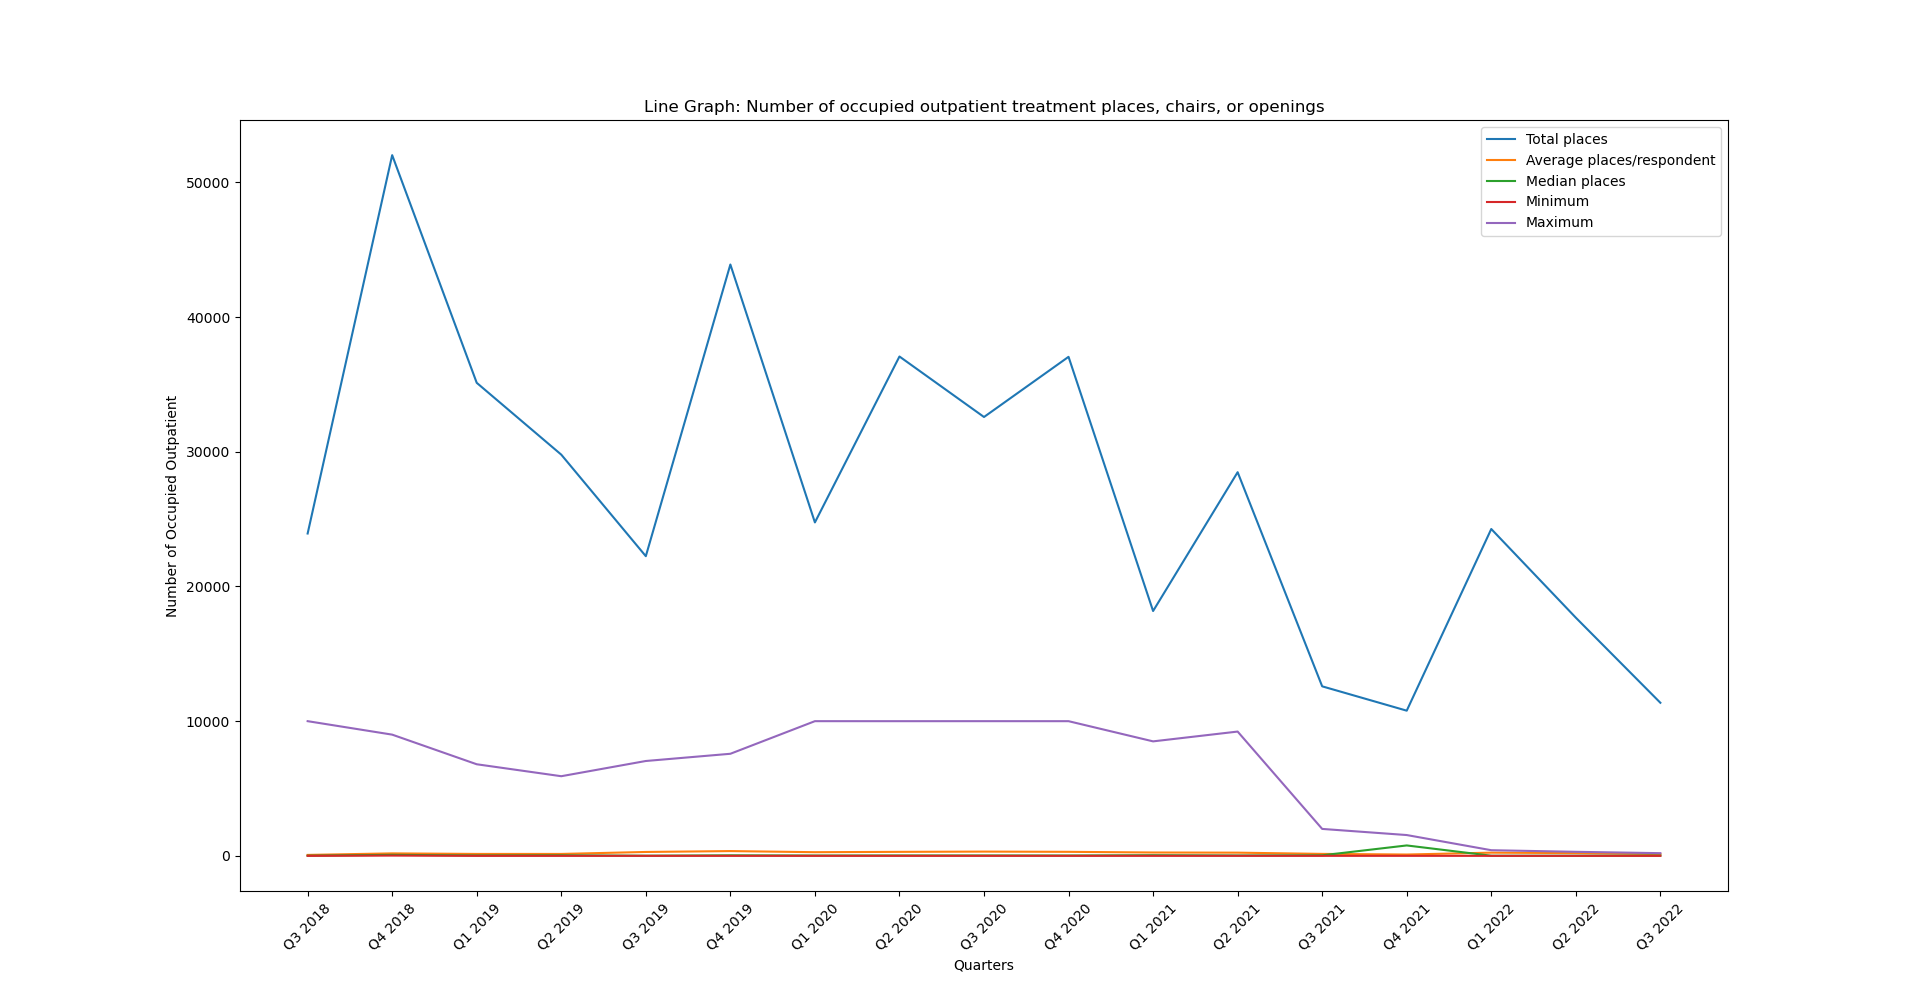 Line Graph: Number of occupied outpatient treatment places, chairs, or openings
Total places
Average places/respondent
Median places
Minimum
Maximum
Number of Occupied Outpatient
50000
40000
30000
20000
10000
0
Q3 2018
Q4 2018
Q1 2019
Q2 2019
Q3 2019
Q4 2019
Q1 2020
Q2 2020
Q3 2020
Q4 2020
Q1 2021
Q2 2021
Q3 2021
Q4 2021
Q1 2022
Q2 2022
Q3 2022
Quarters